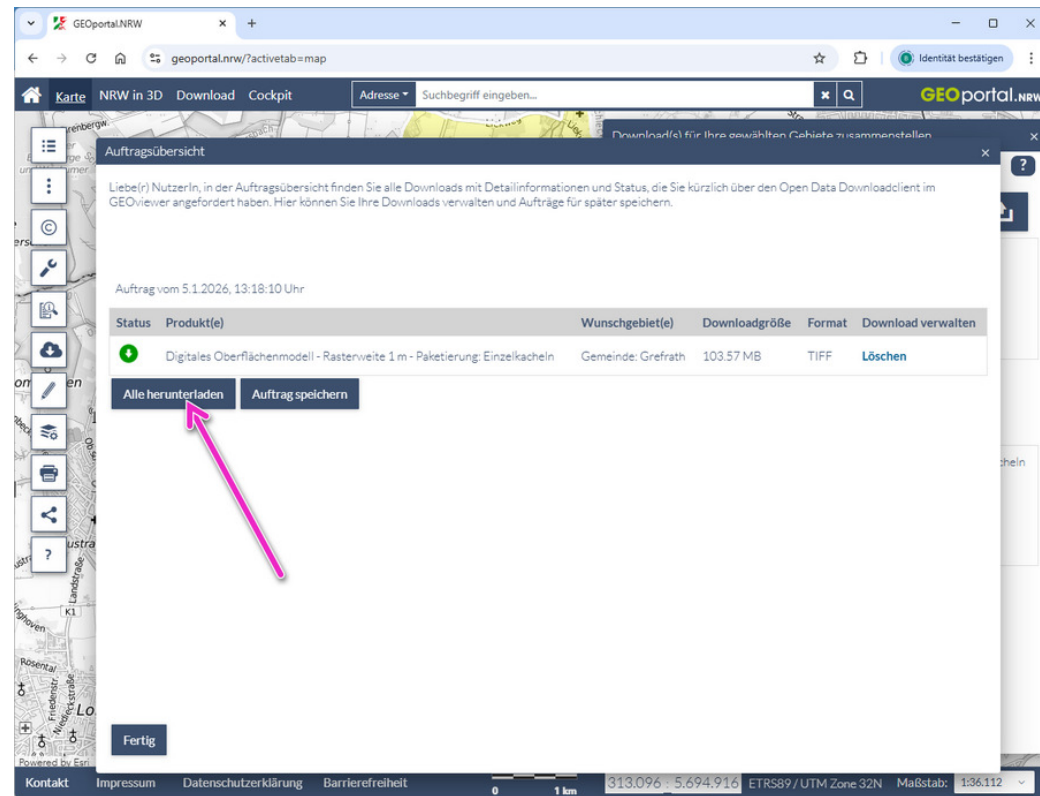 GEOportal.NRW
geoportal.nrw/?activetab=map
Identität bestätigen
Karte NRW in 3D Download Cockpit Adresse Suchbegriff eingeben... GEOportal.NRW
Download(s) für Ihre gewählten Gebiete zusammenstellen
Auftragsübersicht
Liebe(r) NutzerIn, in der Auftragsübersicht finden Sie alle Downloads mit Detailinformationen und Status, die Sie kürzlich über den Open Data Downloadclient im
GEOviewer angefordert haben. Hier können Sie Ihre Downloads verwalten und Aufträge für später speichern.
Auftrag vom 5.1.2026, 13:18:10 Uhr
Status Produkt(e) Wunschgebiet(e) Downloadgröße Format Download verwalten
Digitales Oberflächenmodell - Rasterweite 1 m - Paketierung: Einzelkacheln Gemeinde: Grefrath 103.57 MB TIFF Löschen
Alle herunterladen Auftrag speichern
?
?
Landstraße
K1
Rosental
Friedenstr.
Niedieckstraße
Lo
Fertig
Powered by Esri
Kontakt Impressum Datenschutzerklärung Barrierefreiheit 0 1 km 313.096 : 5.694.916 ETRS89 / UTM Zone 32N Maßstab: 1:36.112